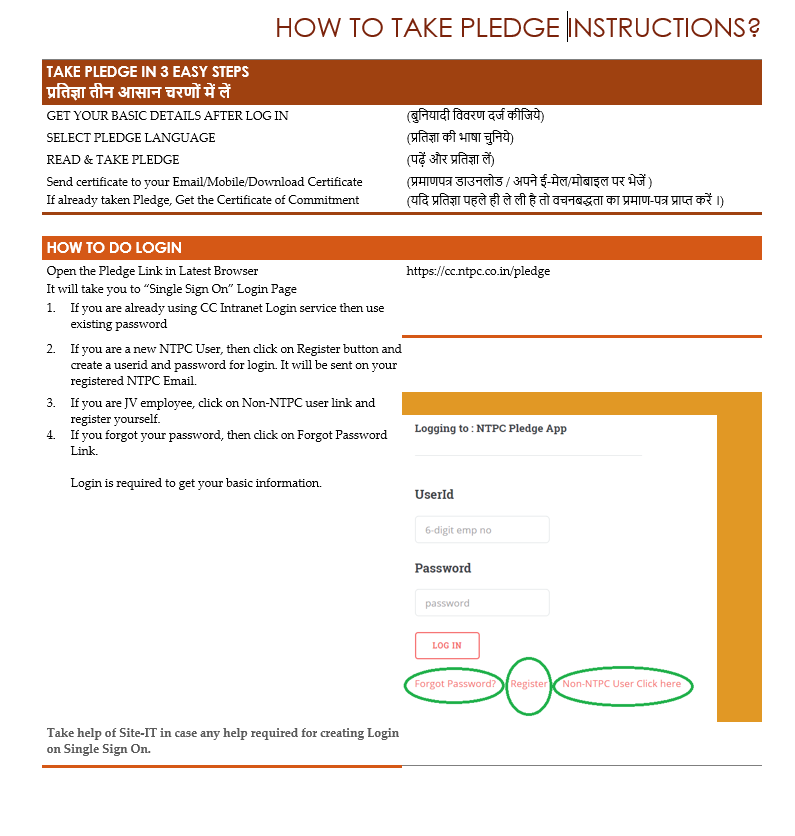 HOW TO TAKE PLEDGE INSTRUCTIONS?
TAKE PLEDGE IN 3 EASY STEPS
प्रतिज्ञा तीन आसान चरणों में लें
GET YOUR BASIC DETAILS AFTER LOG IN (बुनियादी विवरण दर्ज कीजिये)
SELECT PLEDGE LANGUAGE (प्रतिज्ञा की भाषा चुनिये)
READ & TAKE PLEDGE (पढ़ें और प्रतिज्ञा लें)
Send certificate to your Email/Mobile/Download Certificate (प्रमाणपत्र डाउनलोड / अपने ई-मेल/मोबाइल पर भेजें )
If already taken Pledge, Get the Certificate of Commitment (यदि प्रतिज्ञा पहले ही ले ली है तो वचनबद्धता का प्रमाण-पत्र प्राप्त करें ।)
HOW TO DO LOGIN
Open the Pledge Link in Latest Browser https://cc.ntpc.co.in/pledge
It will take you to “Single Sign On” Login Page
1. If you are already using CC Intranet Login service then use
existing password
2. If you are a new NTPC User, then click on Register button and
create a userid and password for login. It will be sent on your
registered NTPC Email.
3. If you are JV employee, click on Non-NTPC user link and
register yourself.
4. If you forgot your password, then click on Forgot Password
Link.
Login is required to get your basic information.
Logging to : NTPC Pledge App
UserId
6-digit emp no
Password
password
LOG IN
Forgot Password? Register Non-NTPC User Click here
Take help of Site-IT in case any help required for creating Login
on Single Sign On.